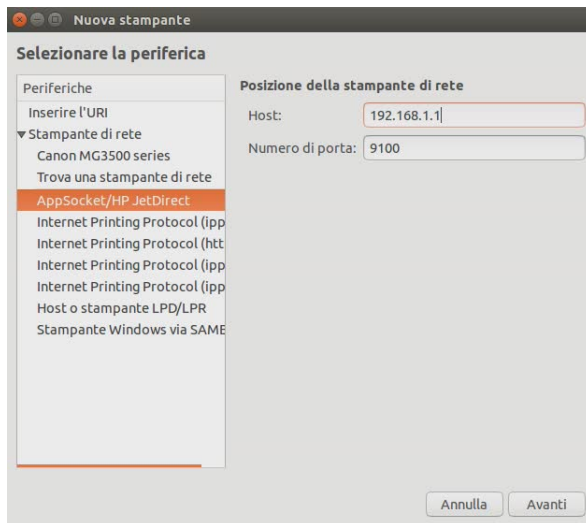 Nuova stampante
Selezionare la periferica
Periferiche
Inserire l'URI
Stampante di rete
Canon MG3500 series
Trova una stampante di rete
AppSocket/HP JetDirect
Internet Printing Protocol (ipp
Internet Printing Protocol (htt
Internet Printing Protocol (ipp
Internet Printing Protocol (ipp
Host o stampante LPD/LPR
Stampante Windows via SAME
Posizione della stampante di rete
Host: 192.168.1.1
Numero di porta: 9100
Annulla Avanti